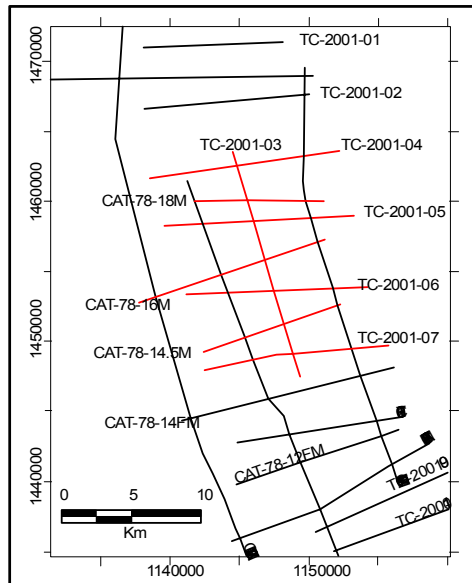 1470000
TC-2001-01
TC-2001-02
TC-2001-03
TC-2001-04
1460000
CAT-78-18M
TC-2001-05
CAT-78-16M
TC-2001-06
1450000
CAT-78-14.5M
TC-2001-07
CAT-78-14FM
CAT-78-12FM
1440000
0
10
Km
1140000
1150000